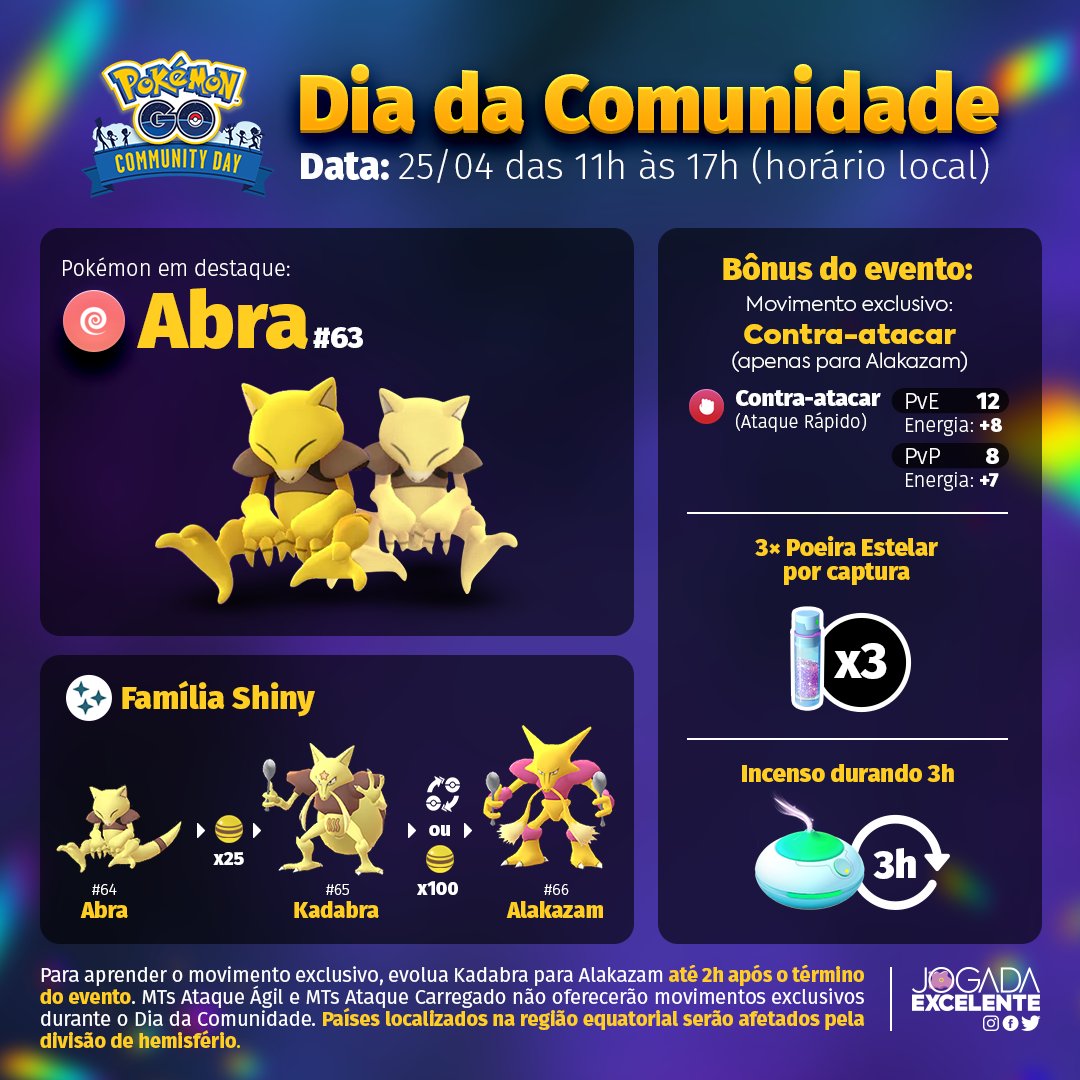 POKéMON
GO
COMMUNITY DAY
Dia da Comunidade
Data: 25/04 das 11h às 17h (horário local)
Pokémon em destaque:
Abra #63
Família Shiny
x25
ou
x100
#64
Abra
#65
Kadabra
#66
Alakazam
Bônus do evento:
Movimento exclusivo:
Contra-atacar
(apenas para Alakazam)
Contra-atacar
(Ataque Rápido)
PvE 12
Energia: +8
PvP 8
Energia: +7
3× Poeira Estelar
por captura
x3
Incenso durando 3h
3h
Para aprender o movimento exclusivo, evolua Kadabra para Alakazam até 2h após o término
do evento. MTs Ataque Ágil e MTs Ataque Carregado não oferecerão movimentos exclusivos
durante o Dia da Comunidade. Países localizados na região equatorial serão afetados pela
divisão de hemisfério.
JOGADA
EXCELENTE